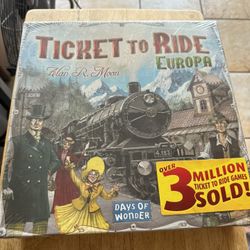 TICKET TO RIDE
EUROPA
Alan R. Moon
DAYS OF
WONDER
OVER
3 MILLION
TICKET TO RIDE GAMES
SOLD!